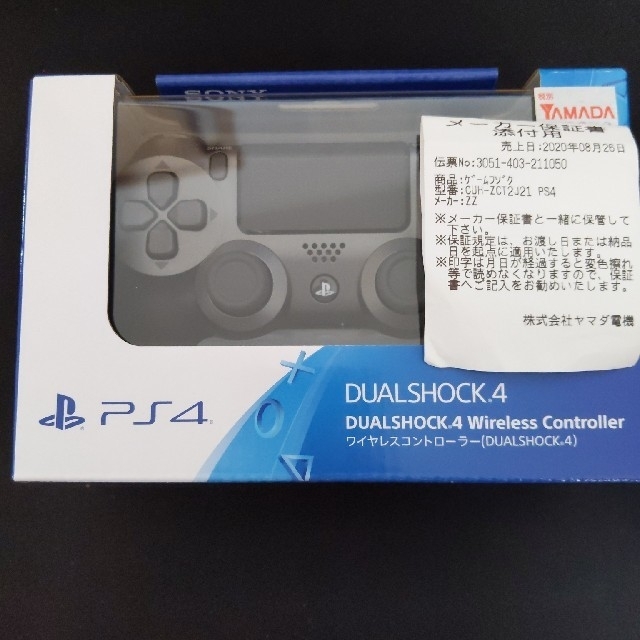 SONY
YAMADA
メーカー保証書
添付用
売上日:2020年08月26日
伝票No:3051-403-211050
商品:ゲームフジク
型番:CUH-ZCT2J21 PS4
メーカー:ZZ
※メーカー保証書と一緒に保管して
下さい。
※保証規定は、お渡し日または納品
日を起点に適用いたします。
※印字は月日が経過すると変色擦れ
等で読めなくなりますので、保証
書へご記入をお勧めいたします。
株式会社ヤマダ電機
PS4
DUALSHOCK.4
DUALSHOCK.4 Wireless Controller
ワイヤレスコントローラー(DUALSHOCK.4)